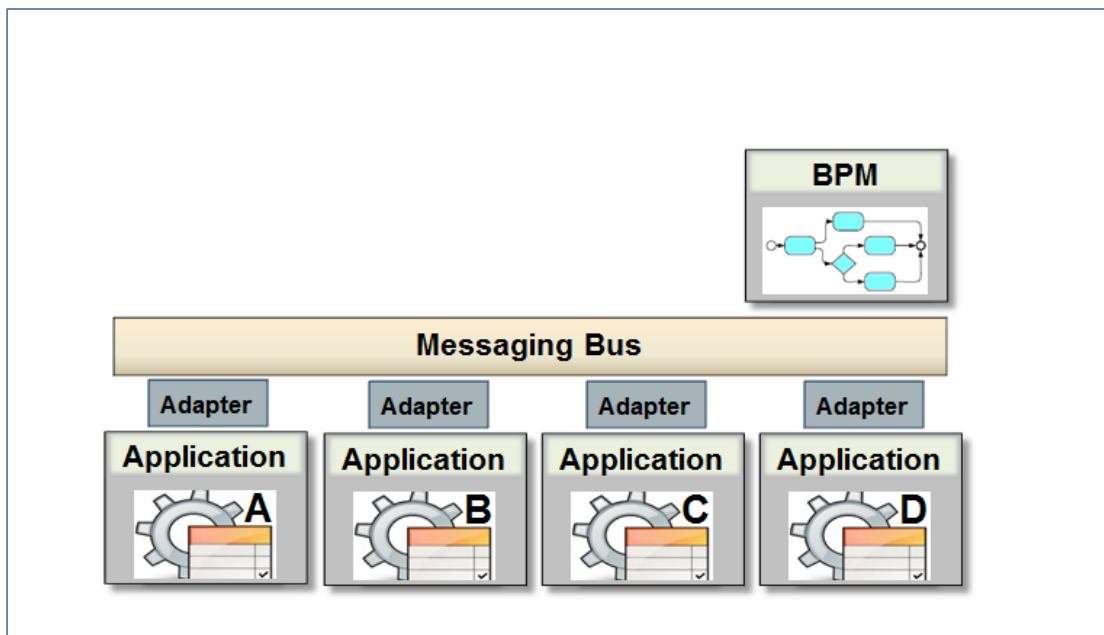 BPM
Messaging Bus
Adapter
Adapter
Adapter
Adapter
Application
Application
Application
Application
A
B
C
D